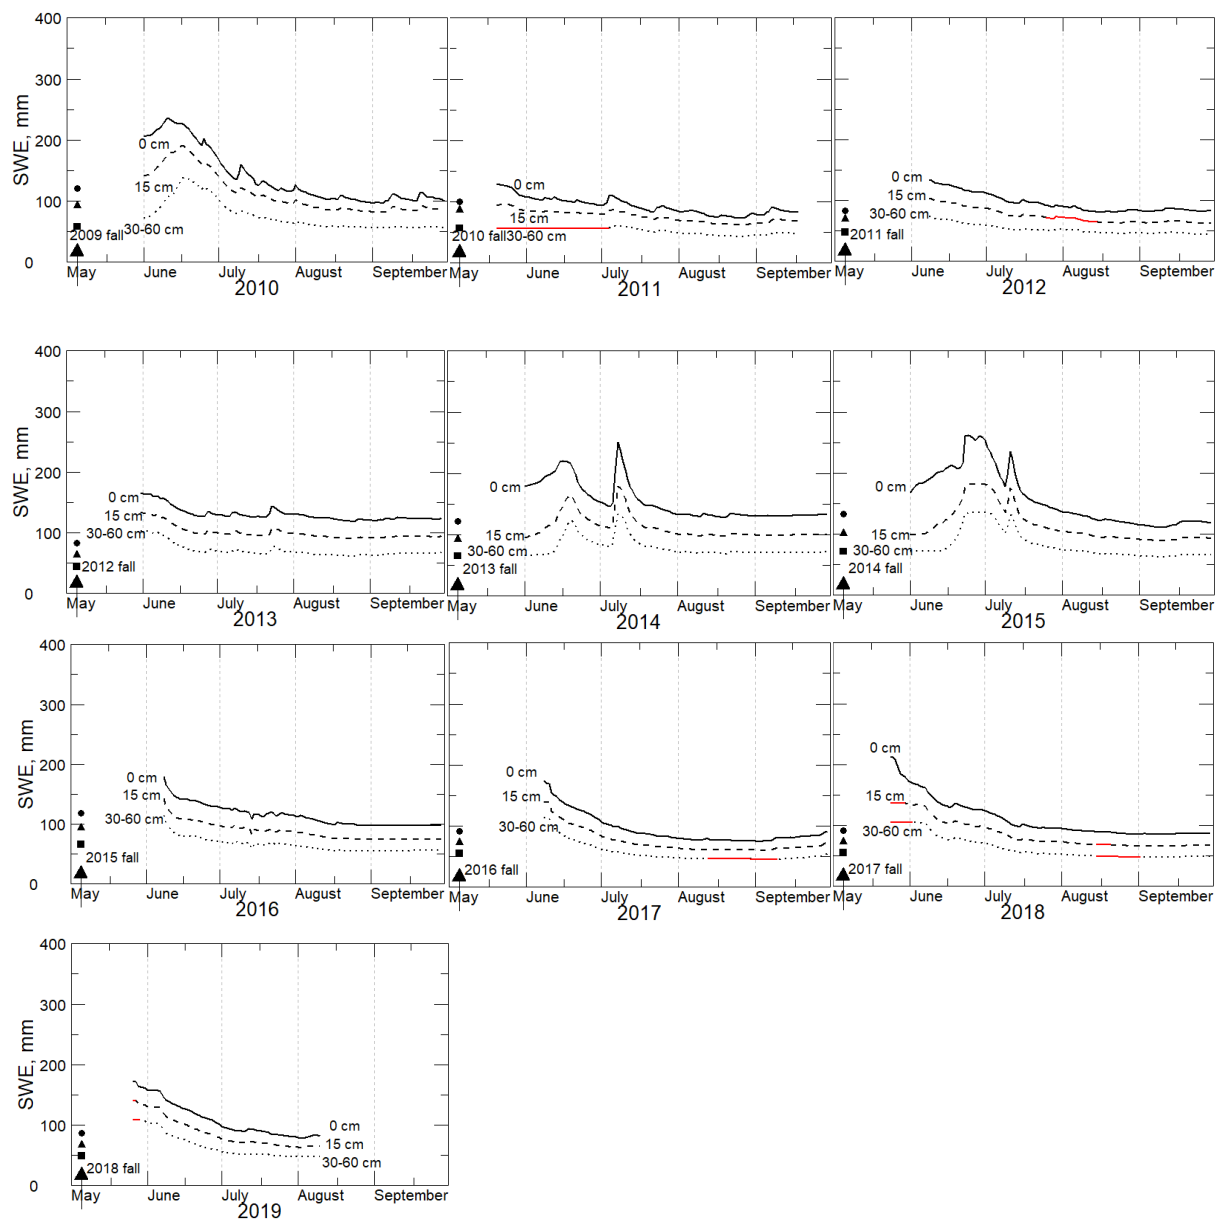 400
300
200
100
0
SWE, mm
0 cm
15 cm
30-60 cm
2009 fall
May
June
July
August
September
2010
0 cm
15 cm
30-60 cm
2010 fall
May
June
July
August
September
2011
0 cm
15 cm
30-60 cm
2011 fall
May
June
July
August
September
2012
400
300
200
100
0
SWE, mm
0 cm
15 cm
30-60 cm
2012 fall
May
June
July
August
September
2013
0 cm
15 cm
30-60 cm
2013 fall
May
June
July
August
September
2014
0 cm
15 cm
30-60 cm
2014 fall
May
June
July
August
September
2015
400
300
200
100
0
SWE, mm
0 cm
15 cm
30-60 cm
2015 fall
May
June
July
August
September
2016
0 cm
15 cm
30-60 cm
2016 fall
May
June
July
August
September
2017
0 cm
15 cm
30-60 cm
2017 fall
May
June
July
August
September
2018
400
300
200
100
0
SWE, mm
0 cm
15 cm
30-60 cm
2018 fall
May
June
July
August
September
2019